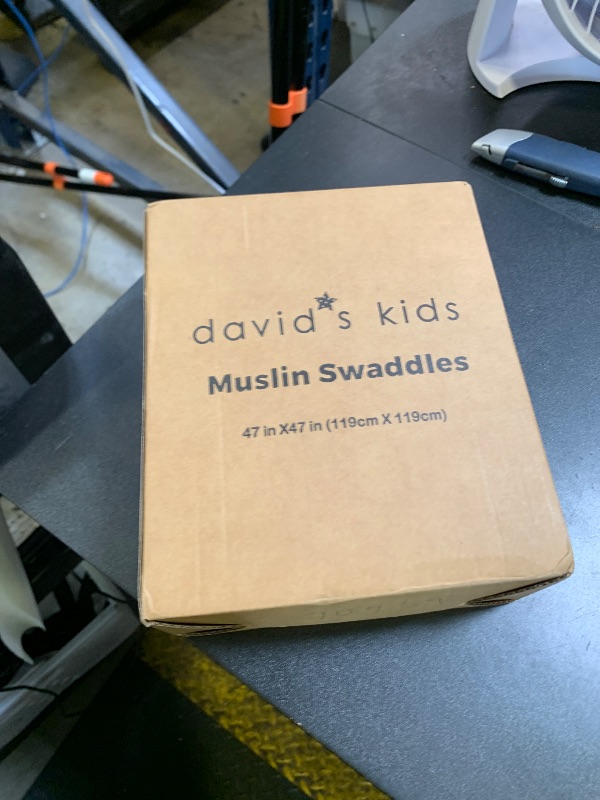 david's kids
Muslin Swaddles
47 in X47 in (119cm X 119cm)